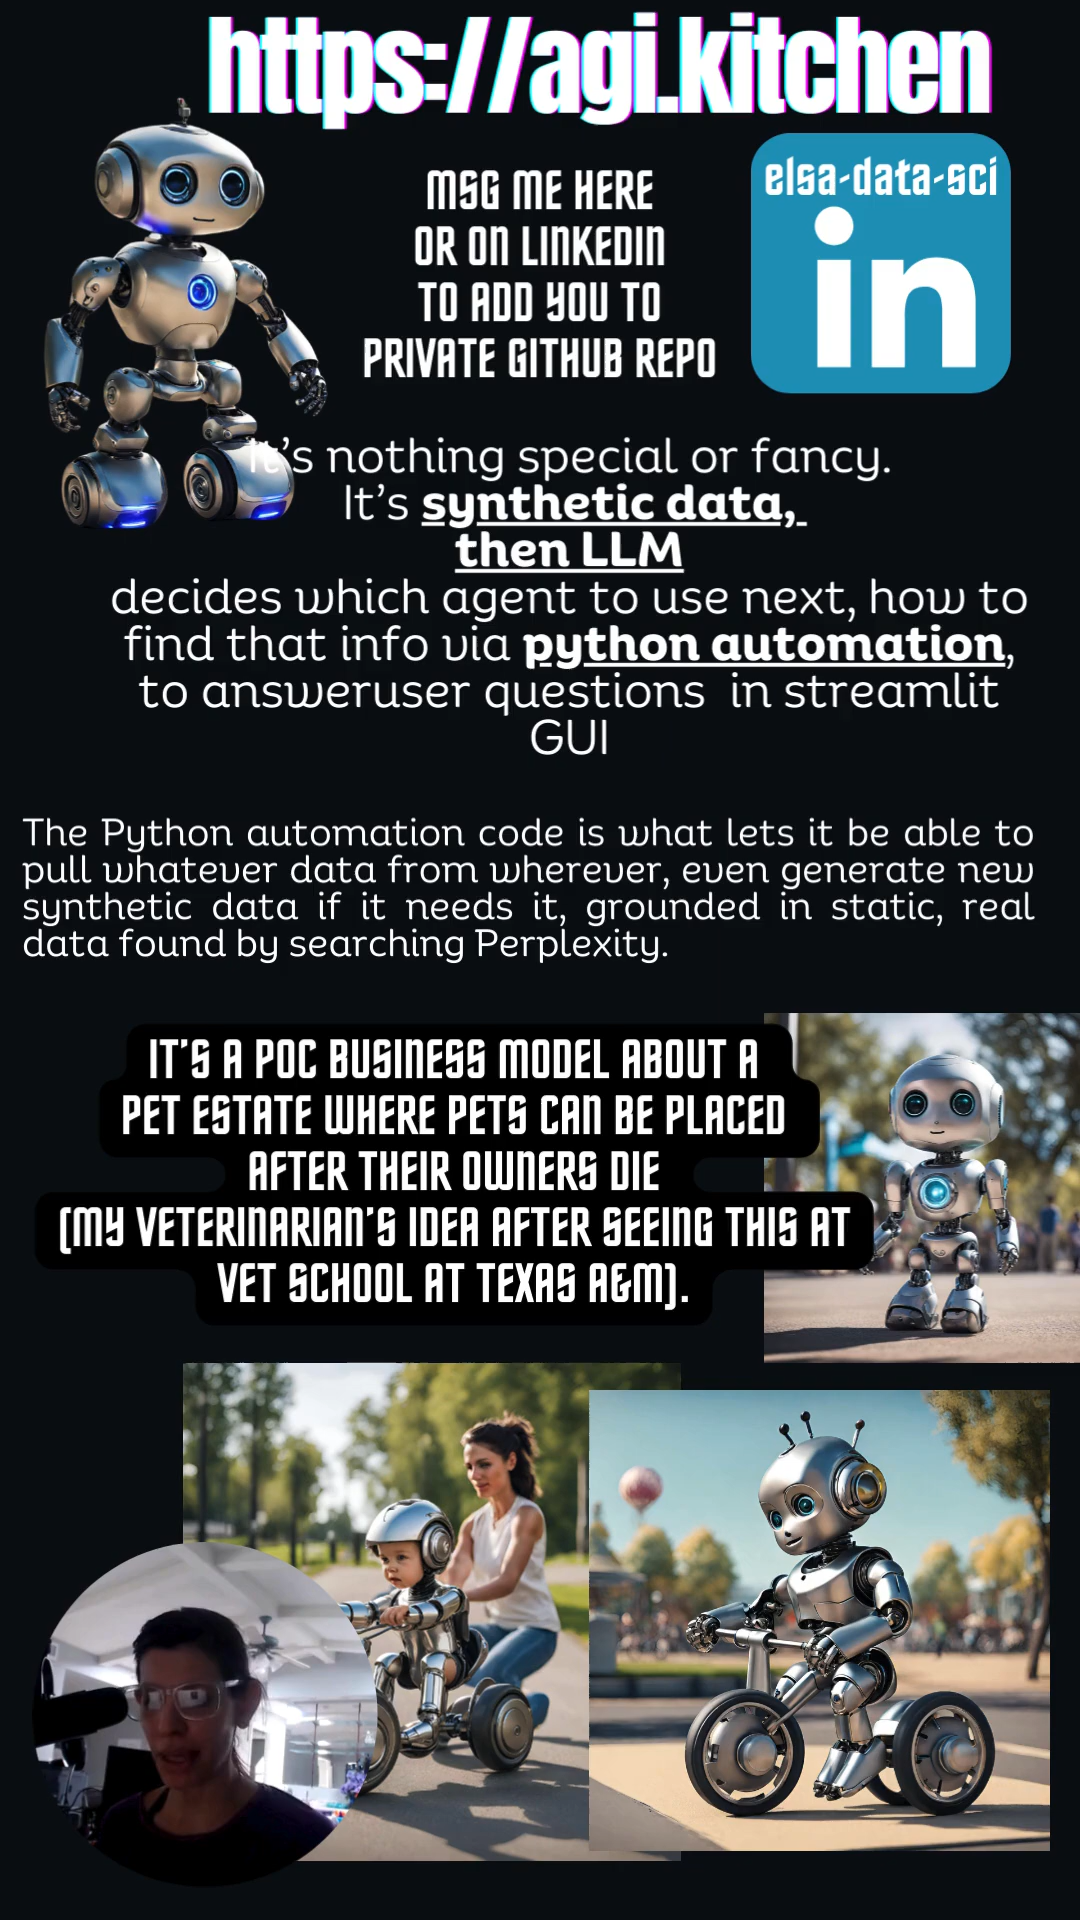 https://agi.kitchen
MSG ME HERE
OR ON LINKEDIN
TO ADD YOU TO
PRIVATE GITHUB REPO
elsa-data-sci
in
It's nothing special or fancy.
It's synthetic data,
then LLM
decides which agent to use next, how to
find that info via python automation,
to answeruser questions  in streamlit
GUI
The Python automation code is what lets it be able to
pull whatever data from wherever, even generate new
synthetic data if it needs it, grounded in static, real
data found by searching Perplexity.
IT'S A POC BUSINESS MODEL ABOUT A
PET ESTATE WHERE PETS CAN BE PLACED
AFTER THEIR OWNERS DIE
(MY VETERINARIAN'S IDEA AFTER SEEING THIS AT
VET SCHOOL AT TEXAS A&M).